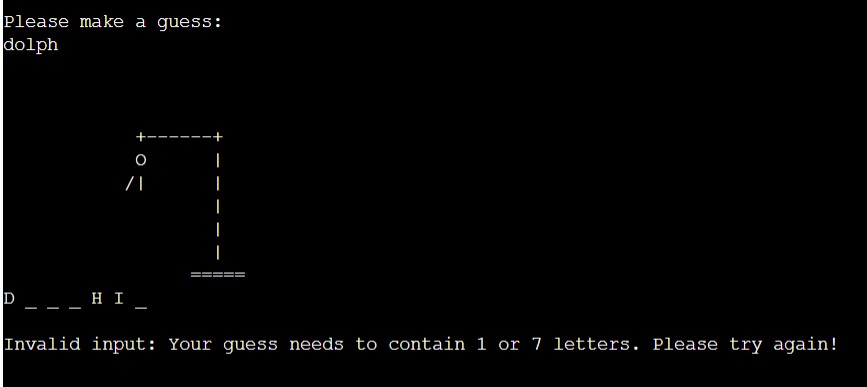 Please make a guess:
dolph
+------+
O      |
/|      |
|
|
|
=====
D _ _ _ H I _
Invalid input: Your guess needs to contain 1 or 7 letters. Please try again!